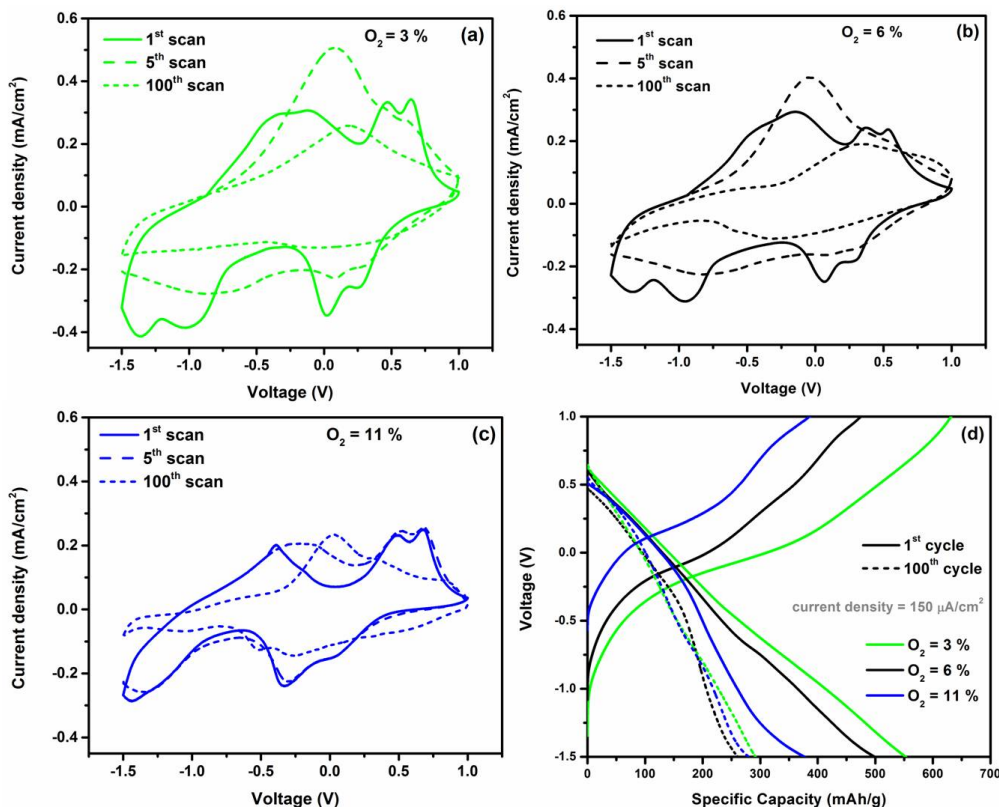 (a)
O₂ = 3 %
1ˢᵗ scan
5ᵗʰ scan
100ᵗʰ scan
0.6
0.4
0.2
0.0
-0.2
-0.4
Current density (mA/cm²)
-1.5 -1.0 -0.5 0.0 0.5 1.0
Voltage (V)
(b)
O₂ = 6 %
1ˢᵗ scan
5ᵗʰ scan
100ᵗʰ scan
0.6
0.4
0.2
0.0
-0.2
-0.4
Current density (mA/cm²)
-1.5 -1.0 -0.5 0.0 0.5 1.0
Voltage (V)
(c)
O₂ = 11 %
1ˢᵗ scan
5ᵗʰ scan
100ᵗʰ scan
0.6
0.4
0.2
0.0
-0.2
-0.4
Current density (mA/cm²)
-1.5 -1.0 -0.5 0.0 0.5 1.0
Voltage (V)
(d)
1ˢᵗ cycle
100ᵗʰ cycle
current density = 150 μA/cm²
O₂ = 3 %
O₂ = 6 %
O₂ = 11 %
1.0
0.5
0.0
-0.5
-1.0
-1.5
Voltage (V)
0 100 200 300 400 500 600 700
Specific Capacity (mAh/g)